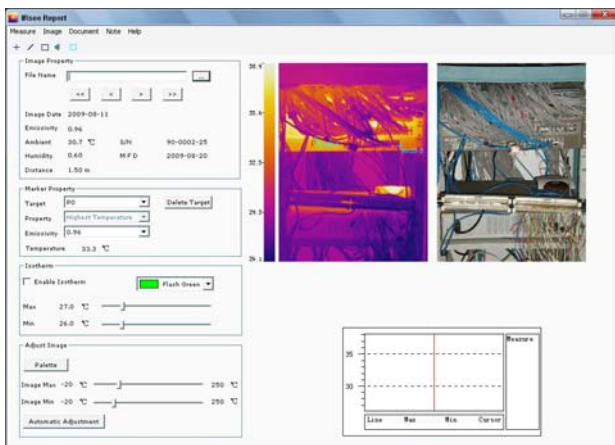 IRisee Report
Measure Image Document Note Help
Image Property
File Name ...
<< < > >>
Image Date 2009-08-11
Emissivity 0.96
Ambient 30.7 ℃ S/N 90-0002-25
Humidity 0.60 MFD 2009-08-20
Distance 1.50 m
Marker Property
Target P0 Delete Target
Property Highest Temperature
Emissivity 0.96
Temperature 33.3 ℃
Isotherm
Enable Isotherm Flash Green
Max 27.0 ℃
Min 26.0 ℃
Adjust Image
Palette
Image Max -20 ℃ 250 ℃
Image Min -20 ℃ 250 ℃
Automatic Adjustment
35
30
Measure
Line Max Min Cursor